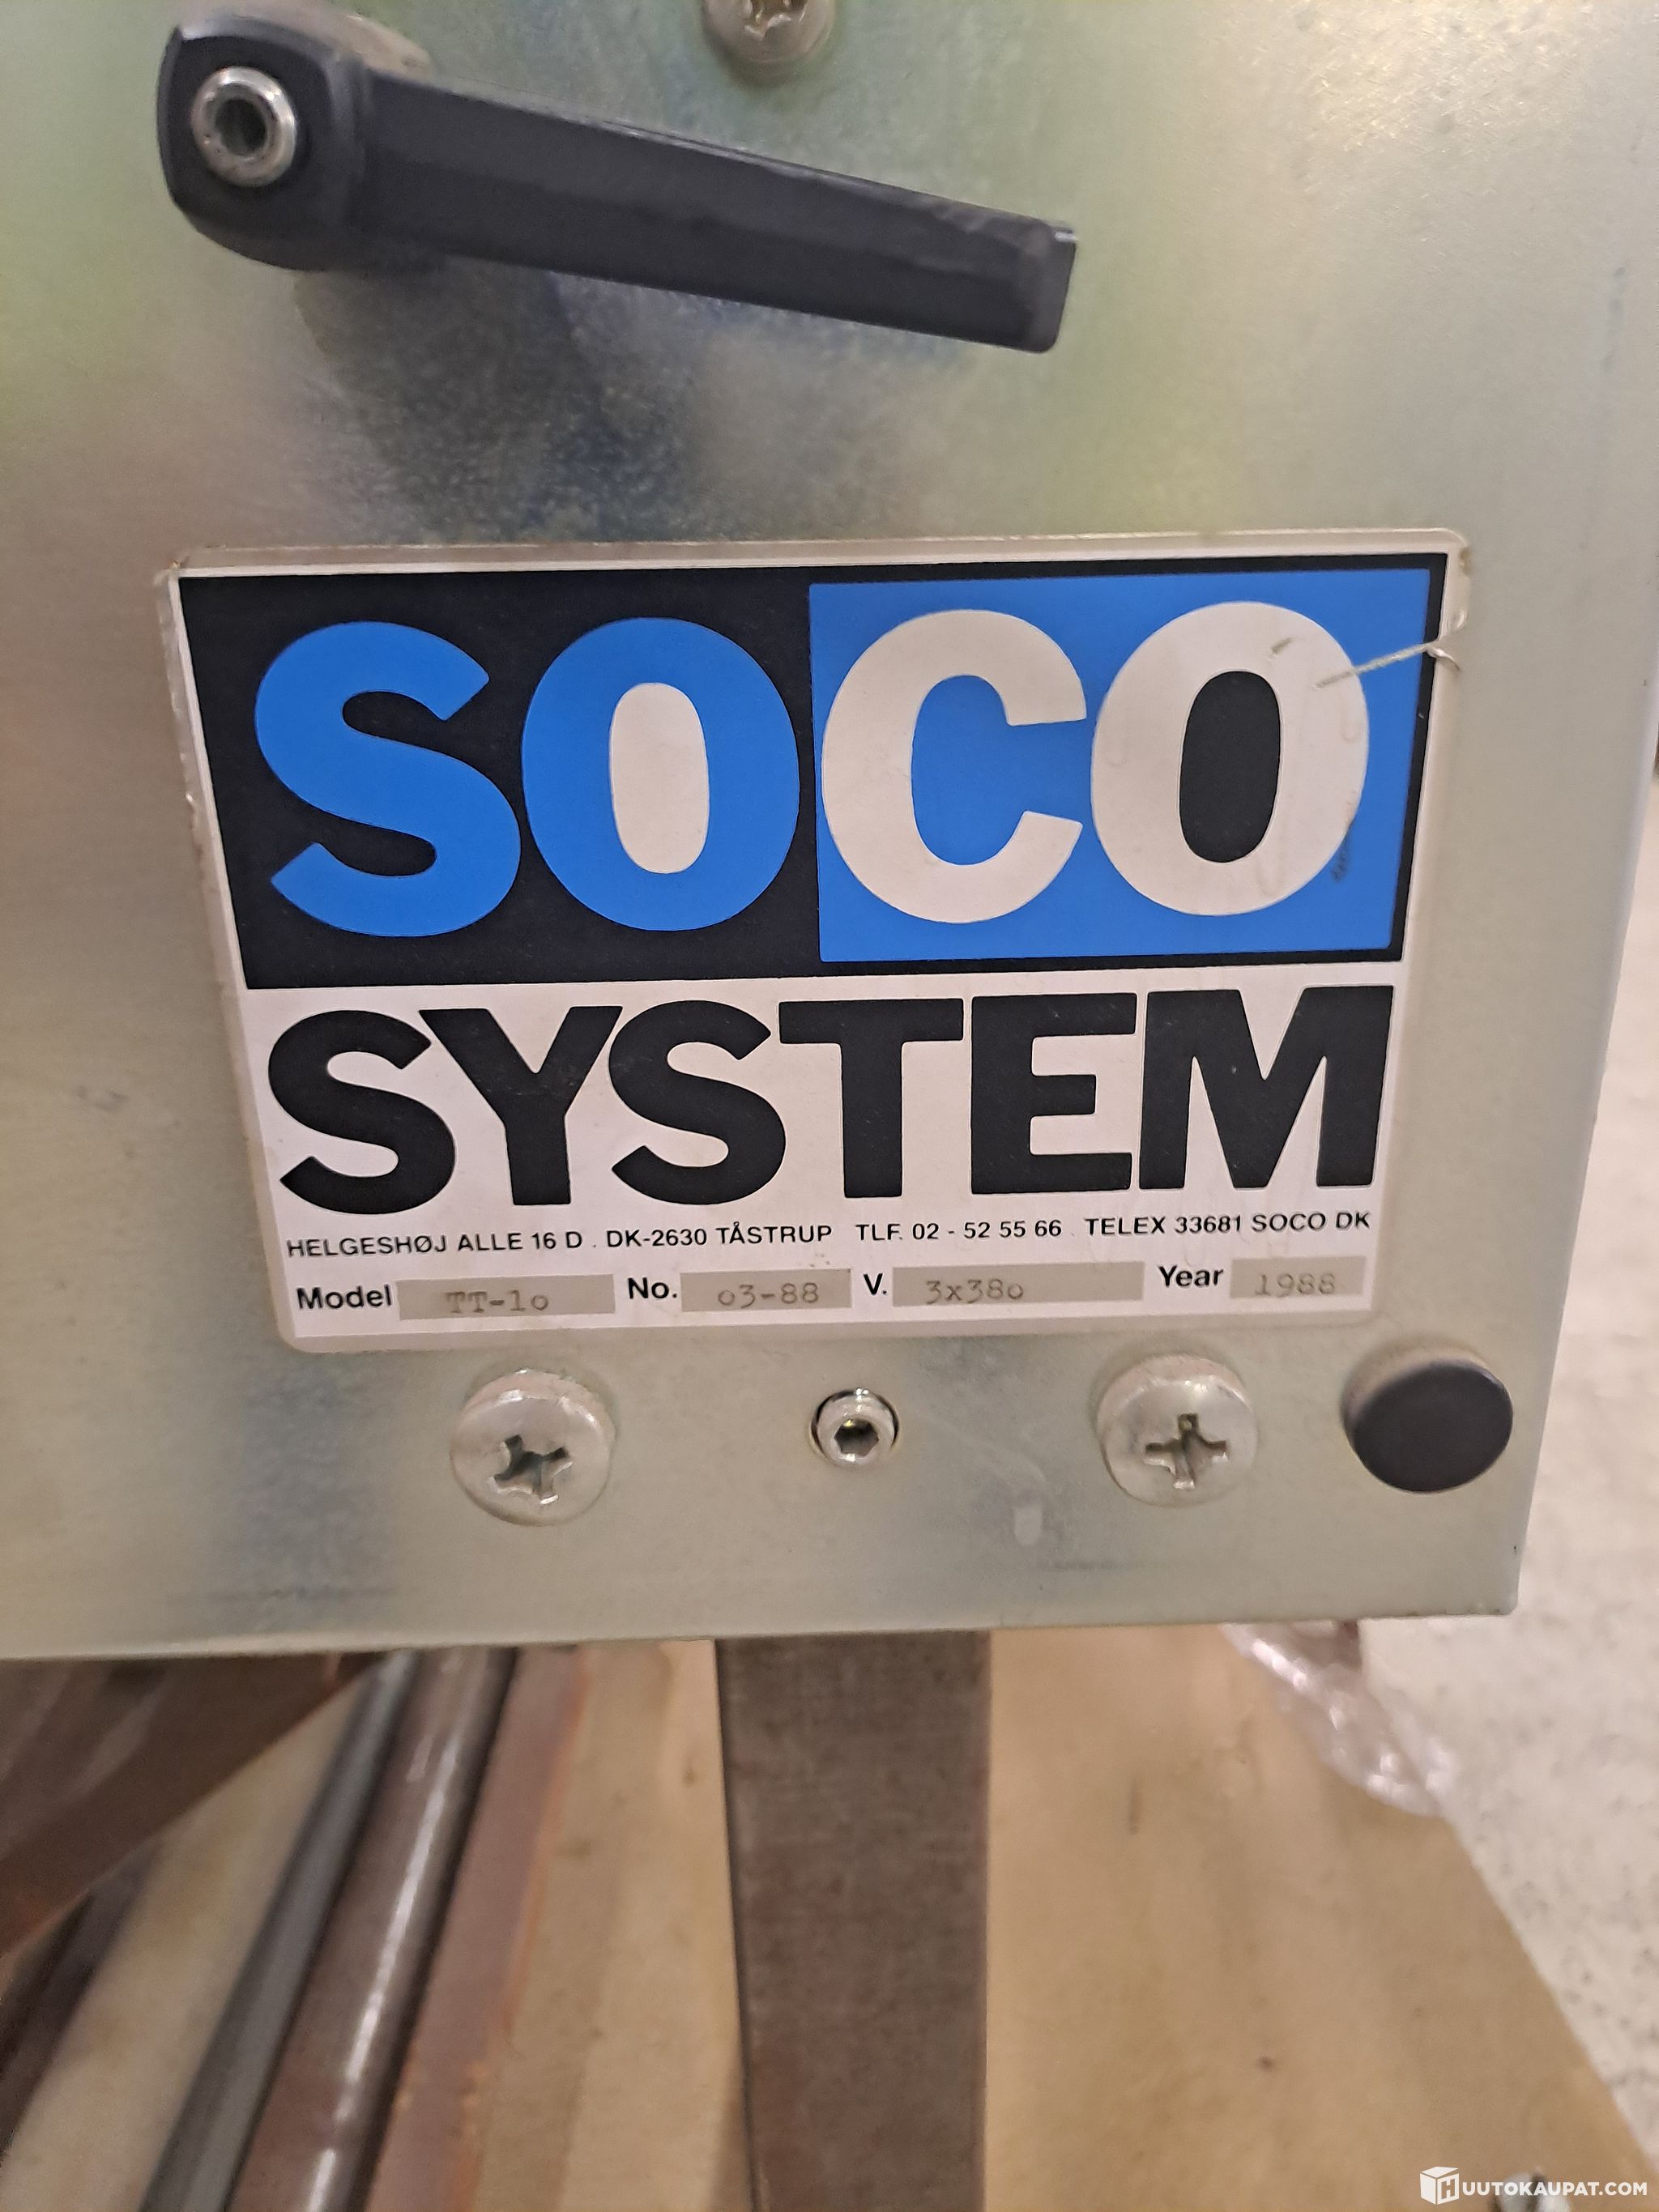 SOCO
SYSTEM
HELGESHØJ ALLE 16 D . DK-2630 TÅSTRUP TLF. 02 - 52 55 66 . TELEX 33681 SOCO DK
Model TT-1o No. o3-88 V. 3x38o Year 1988
HUUTOKAUPAT.COM